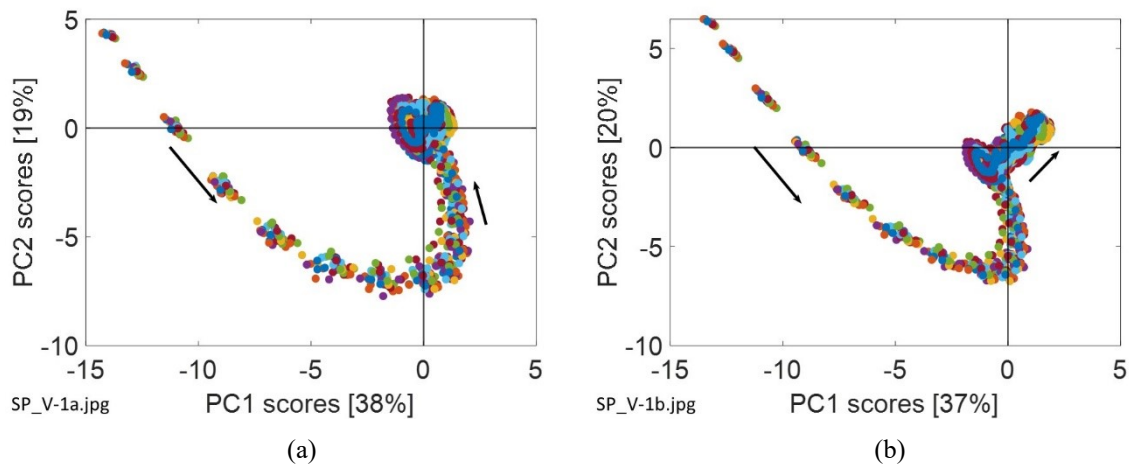 5
0
-5
-10
-15
-10
-5
0
5
PC2 scores [19%]
PC1 scores [38%]
SP_V-1a.jpg
(a)
5
0
-5
-10
-15
-10
-5
0
5
PC2 scores [20%]
PC1 scores [37%]
SP_V-1b.jpg
(b)